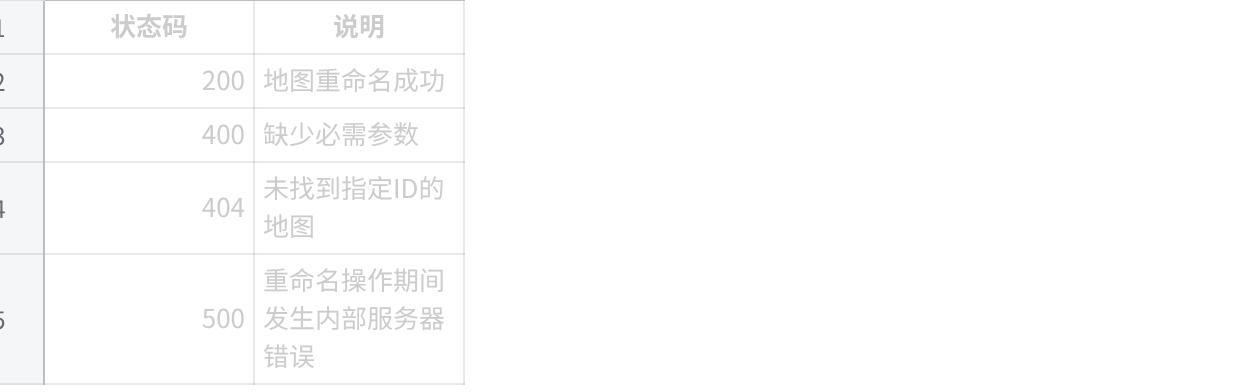 1 状态码 说明
2 200 地图重命名成功
3 400 缺少必需参数
4 404 未找到指定ID的
地图
5 500 重命名操作期间
发生内部服务器
错误